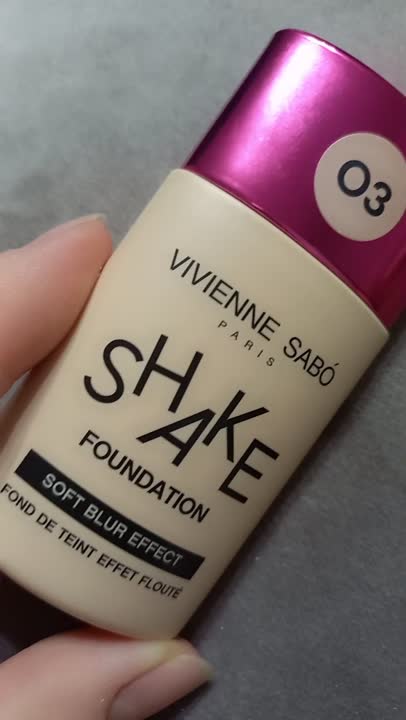 03
VIVIENNE SABÓ
PARIS
SHAKE
FOUNDATION
SOFT BLUR EFFECT
FOND DE TEINT EFFET FLOUTÉ